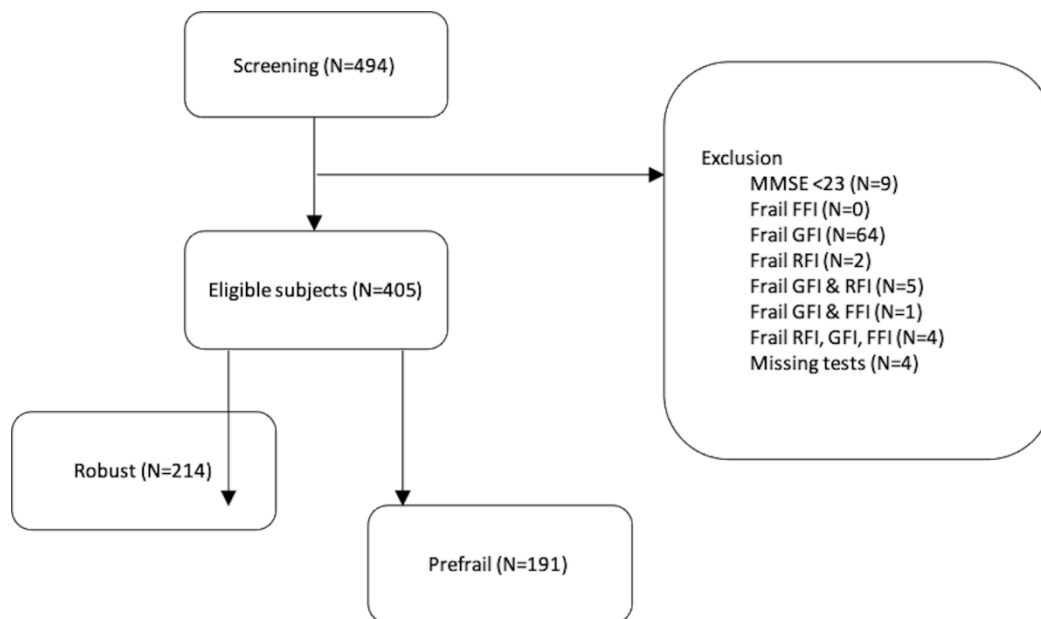 Screening (N=494)
Exclusion
MMSE <23 (N=9)
Frail FFI (N=0)
Frail GFI (N=64)
Frail RFI (N=2)
Frail GFI & RFI (N=5)
Frail GFI & FFI (N=1)
Frail RFI, GFI, FFI (N=4)
Missing tests (N=4)
Eligible subjects (N=405)
Robust (N=214)
Prefrail (N=191)